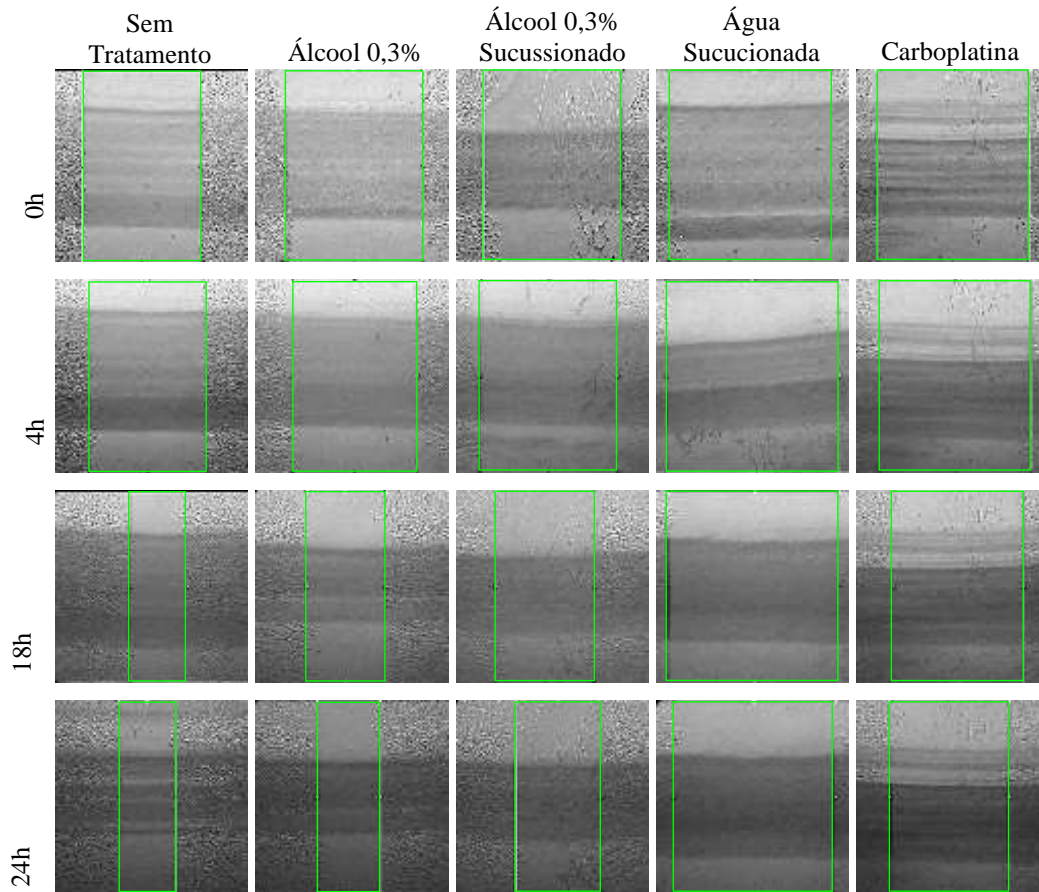 Sem
Tratamento
Álcool 0,3%
Álcool 0,3%
Sucussionado
Água
Sucucionada
Carboplatina
0h
4h
18h
24h